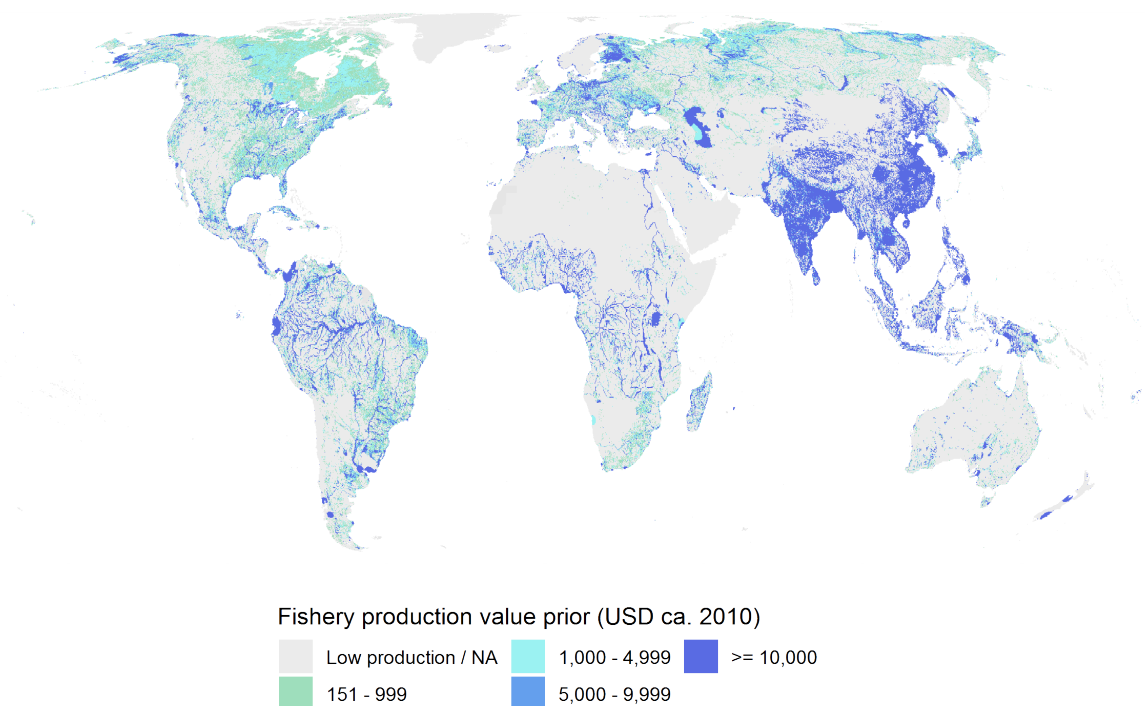 Fishery production value prior (USD ca. 2010)
Low production / NA 1,000 - 4,999 >= 10,000
151 - 999 5,000 - 9,999